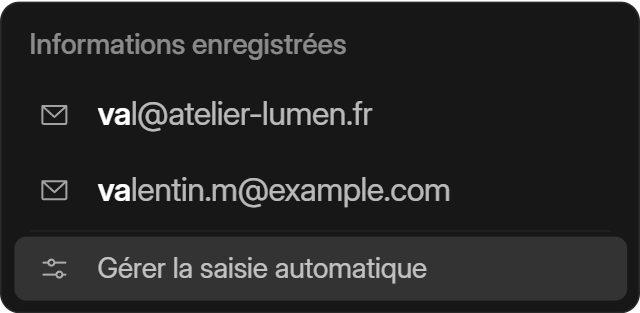 Informations enregistrées
val@atelier-lumen.fr
valentin.m@example.com
Gérer la saisie automatique